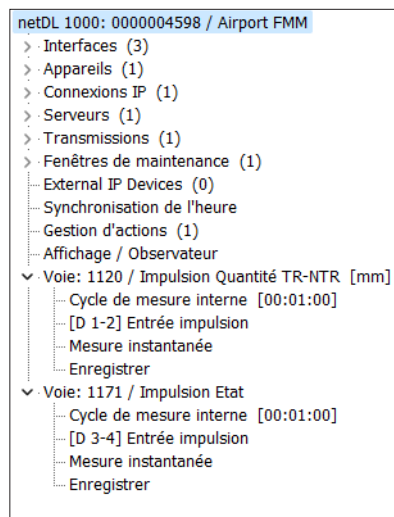 netDL 1000: 0000004598 / Airport FMM
Interfaces (3)
Appareils (1)
Connexions IP (1)
Serveurs (1)
Transmissions (1)
Fenêtres de maintenance (1)
External IP Devices (0)
Synchronisation de l'heure
Gestion d'actions (1)
Affichage / Observateur
Voie: 1120 / Impulsion Quantité TR-NTR [mm]
Cycle de mesure interne [00:01:00]
[D 1-2] Entrée impulsion
Mesure instantanée
Enregistrer
Voie: 1171 / Impulsion Etat
Cycle de mesure interne [00:01:00]
[D 3-4] Entrée impulsion
Mesure instantanée
Enregistrer